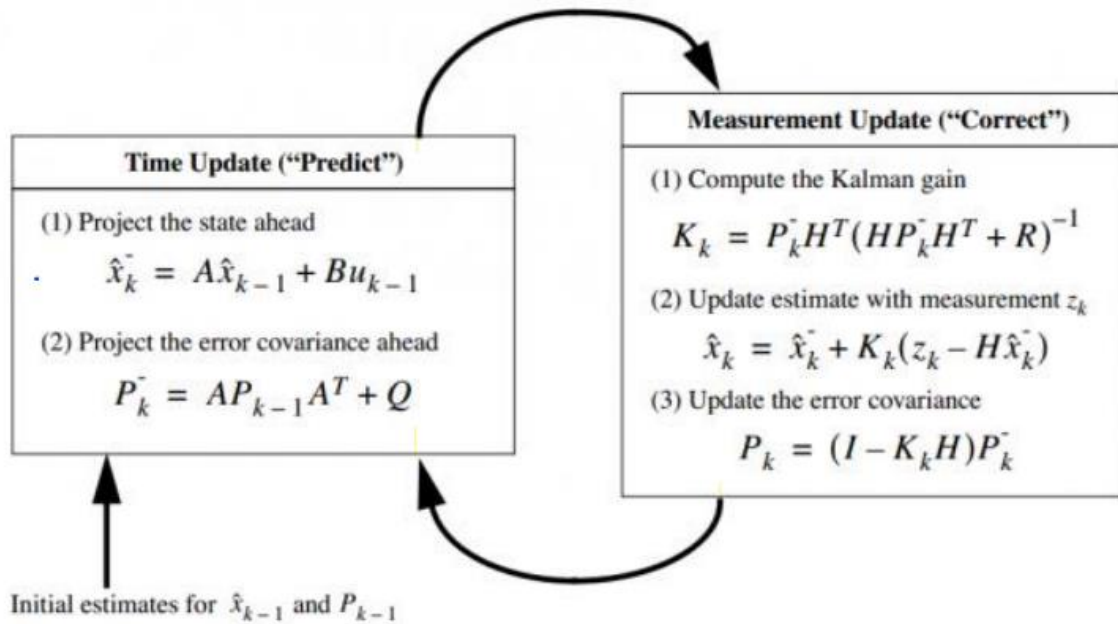 Time Update (“Predict”)
(1) Project the state ahead
x̂ₖ⁻ = Ax̂ₖ₋₁ + Buₖ₋₁
(2) Project the error covariance ahead
Pₖ⁻ = APₖ₋₁Aᵀ + Q
Initial estimates for x̂ₖ₋₁ and Pₖ₋₁
Measurement Update (“Correct”)
(1) Compute the Kalman gain
Kₖ = Pₖ⁻Hᵀ(HPₖ⁻Hᵀ + R)⁻¹
(2) Update estimate with measurement zₖ
x̂ₖ = x̂ₖ⁻ + Kₖ(zₖ – Hx̂ₖ⁻)
(3) Update the error covariance
Pₖ = (I – KₖH)Pₖ⁻